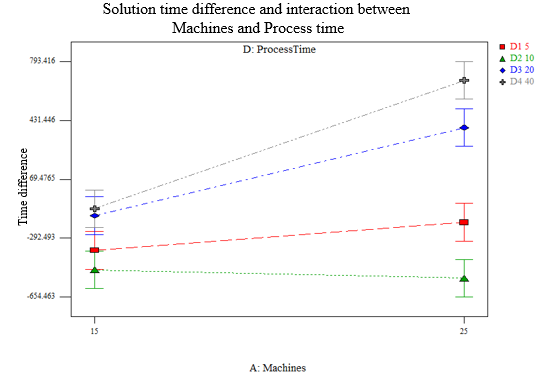 Solution time difference and interaction between
Machines and Process time
D: ProcessTime
D1 5
D2 10
D3 20
D4 40
793.416
431.446
69.4765
-292.493
-654.463
Time difference
15
25
A: Machines